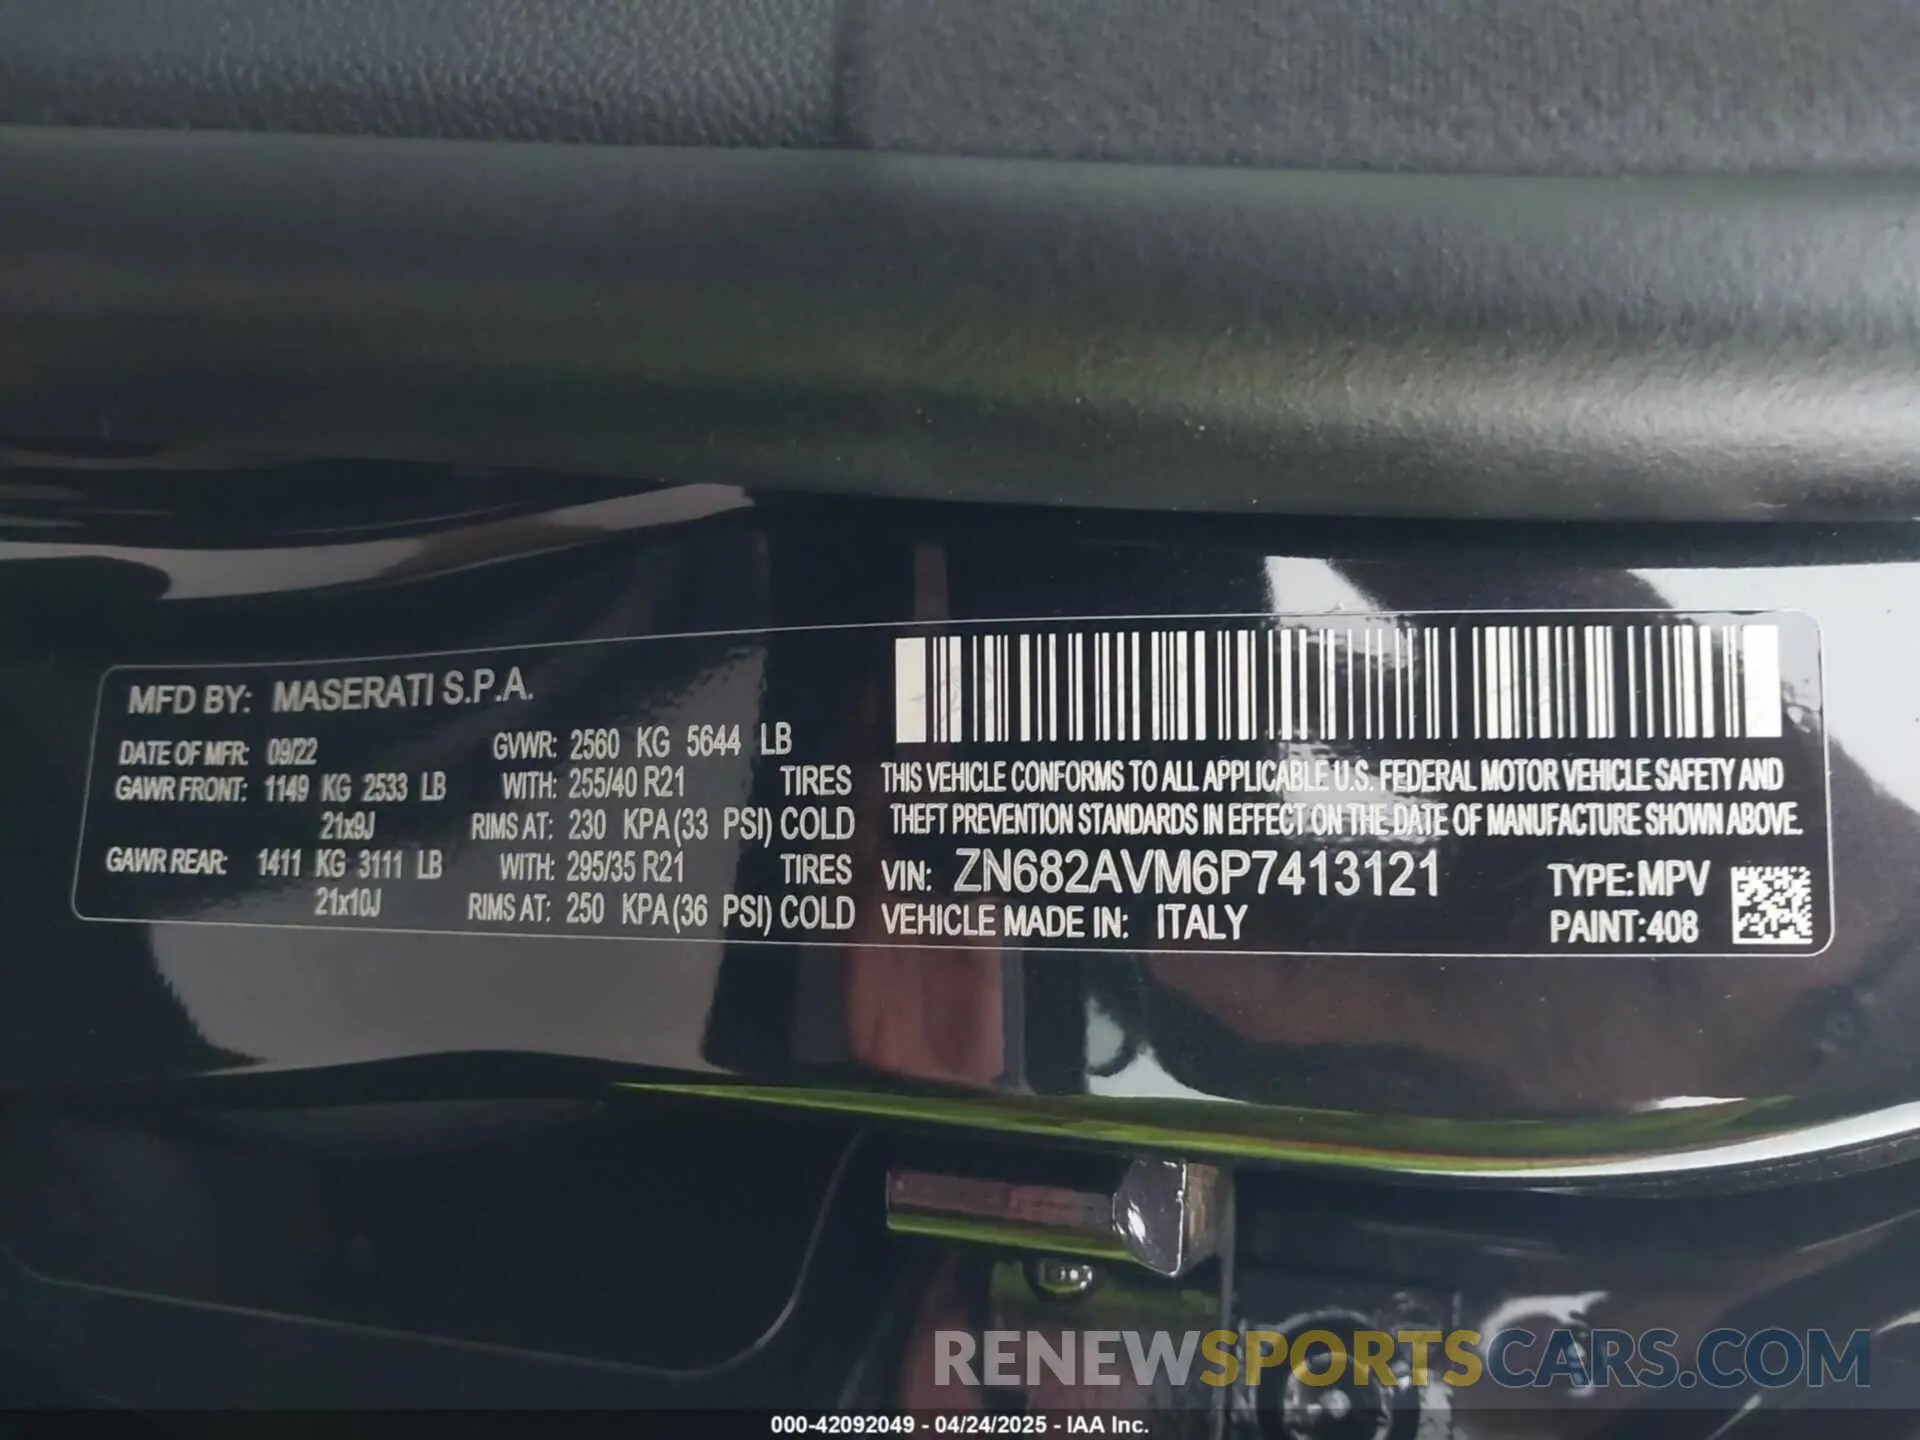 MFD BY: MASERATI S.P.A.
DATE OF MFR: 09/22 GVWR: 2560 KG 5644 LB
GAWR FRONT: 1149 KG 2533 LB WITH: 255/40 R21 TIRES
21x9J RIMS AT: 230 KPA(33 PSI) COLD
GAWR REAR: 1411 KG 3111 LB WITH: 295/35 R21 TIRES
21x10J RIMS AT: 250 KPA(36 PSI) COLD
THIS VEHICLE CONFORMS TO ALL APPLICABLE U.S. FEDERAL MOTOR VEHICLE SAFETY AND
THEFT PREVENTION STANDARDS IN EFFECT ON THE DATE OF MANUFACTURE SHOWN ABOVE.
VIN: ZN682AVM6P7413121 TYPE:MPV
VEHICLE MADE IN: ITALY PAINT:408
RENEWSPORTSCARS.COM
000-42092049 - 04/24/2025 - IAA Inc.